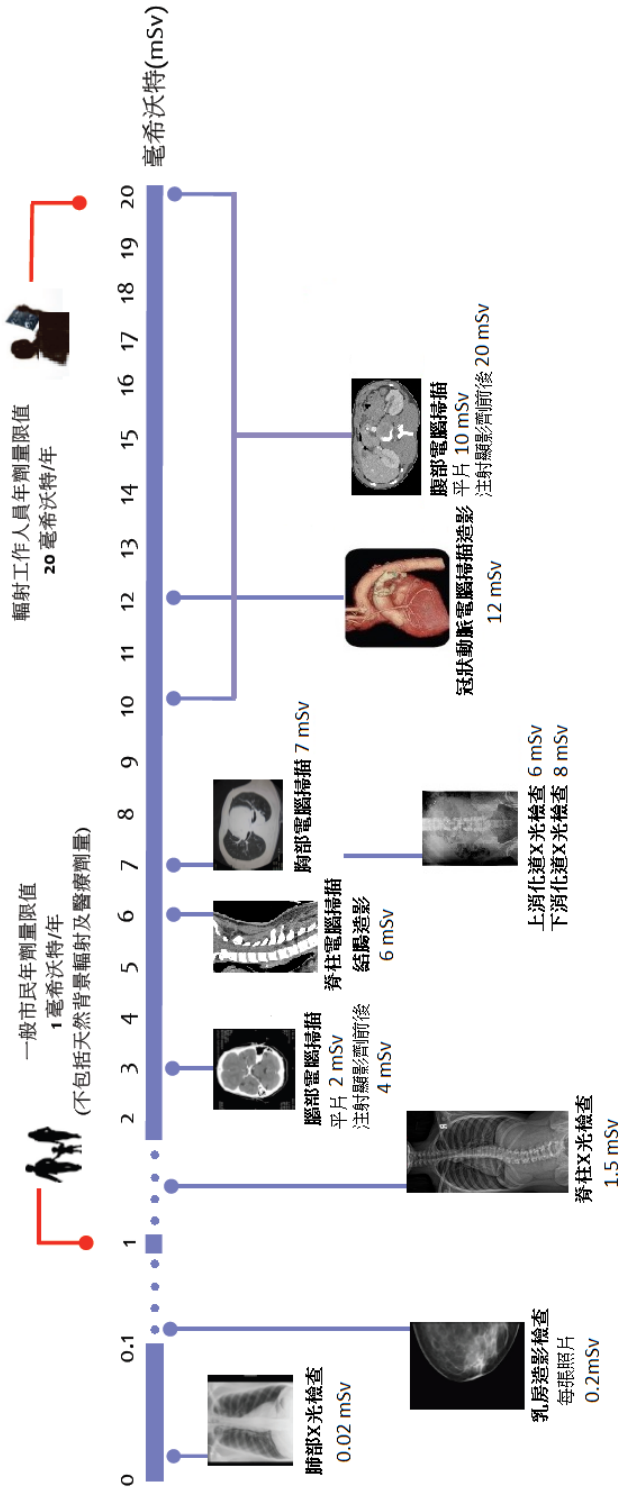 一般市民年劑量限值
1 毫希沃特/年
(不包括天然背景輻射及醫療劑量)
輻射工作人員年劑量限值
20 毫希沃特/年
0 0.1 1 2 3 4 5 6 7 8 9 10 11 12 13 14 15 16 17 18 19 20
毫希沃特(mSv)
肺部X光檢查
0.02 mSv
腦部電腦掃描
平片 2 mSv
注射顯影劑前後
4 mSv
脊柱電腦掃描
結腸造影
6 mSv
胸部電腦掃描 7 mSv
冠狀動脈電腦掃描造影
12 mSv
腹部電腦掃描
平片 10 mSv
注射顯影劑前後 20 mSv
乳房造影檢查
每張照片
0.2mSv
脊柱X光檢查
1.5 mSv
上消化道X光檢查 6 mSv
下消化道X光檢查 8 mSv